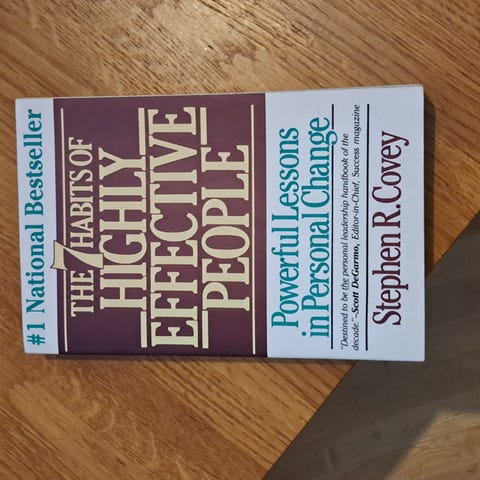 #1 National Bestseller
THE 7 HABITS OF
HIGHLY
EFFECTIVE
PEOPLE
Powerful Lessons
in Personal Change
"Destined to be the personal leadership handbook of the
decade."–Scott DeGarmo, Editor-in-Chief, Success magazine
Stephen R. Covey